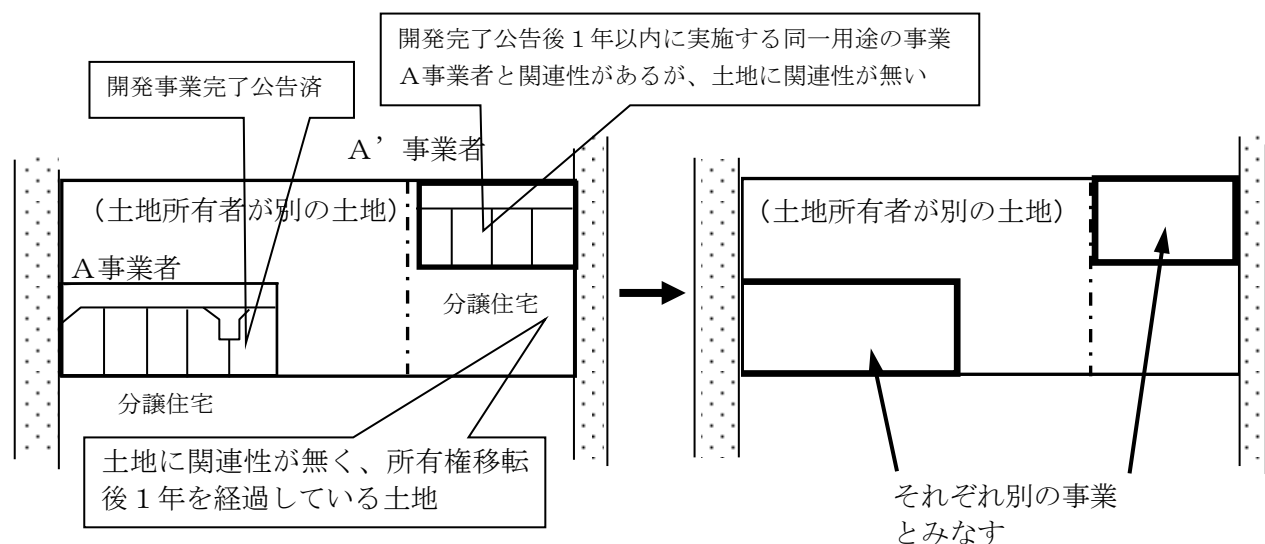 開発完了公告後1年以内に実施する同一用途の事業
A事業者と関連性があるが、土地に関連性が無い
開発事業完了公告済
A’事業者
（土地所有者が別の土地）
A事業者
分譲住宅
分譲住宅
土地に関連性が無く、所有権移転
後1年を経過している土地
（土地所有者が別の土地）
それぞれ別の事業
とみなす